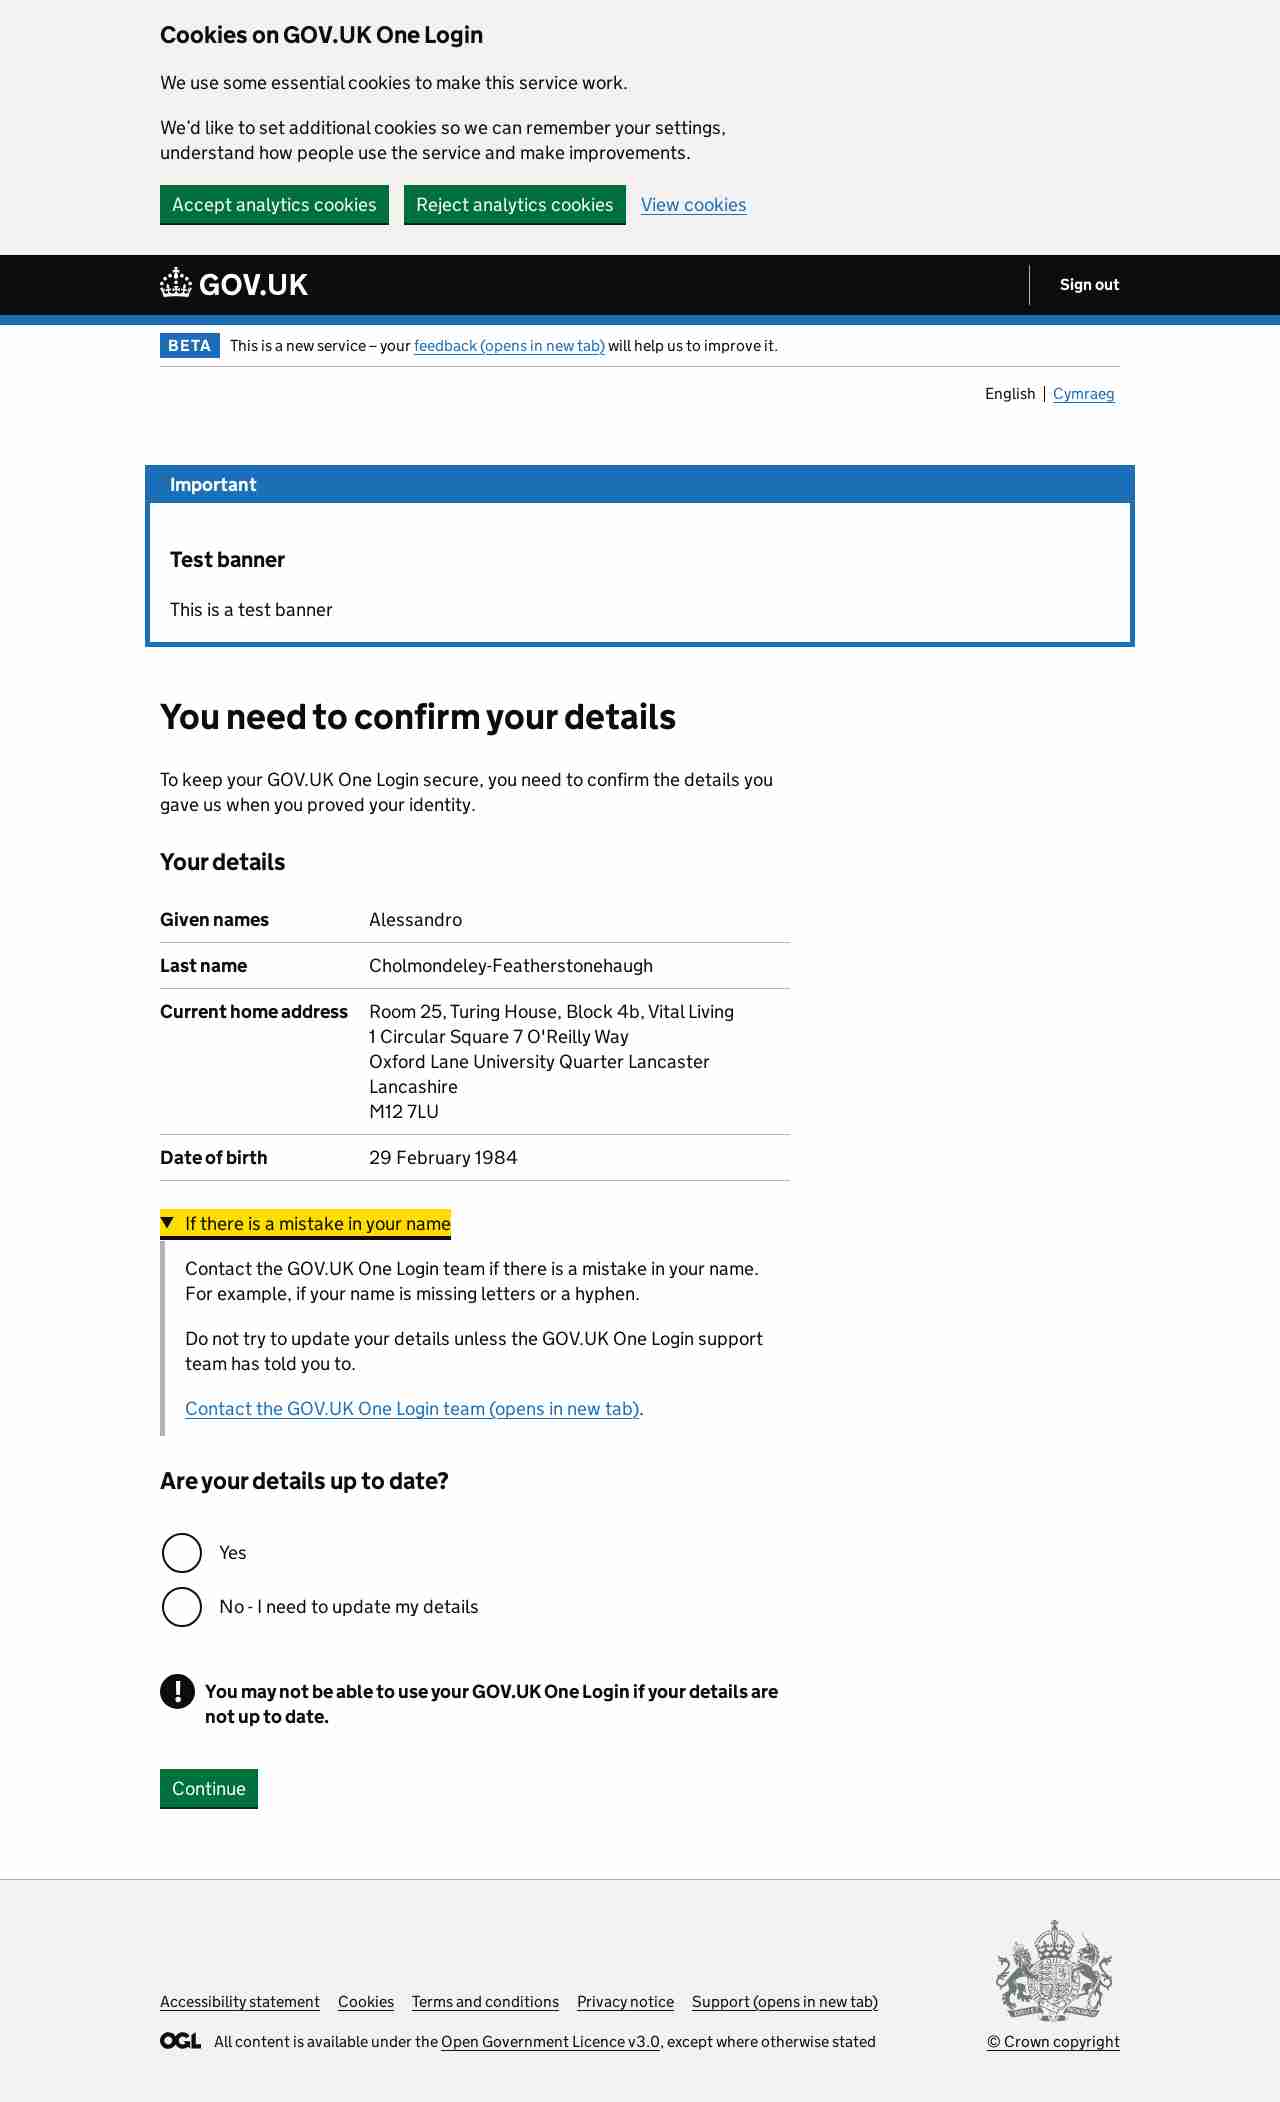 Cookies on GOV.UK One Login
We use some essential cookies to make this service work.
We’d like to set additional cookies so we can remember your settings,
understand how people use the service and make improvements.
Accept analytics cookies Reject analytics cookies View cookies
GOV.UK Sign out
BETA This is a new service – your feedback (opens in new tab) will help us to improve it.
English Cymraeg
Important
Test banner
This is a test banner
You need to confirm your details
To keep your GOV.UK One Login secure, you need to confirm the details you
gave us when you proved your identity.
Your details
Given names Alessandro
Last name Cholmondeley-Featherstonehaugh
Current home address Room 25, Turing House, Block 4b, Vital Living
1 Circular Square 7 O'Reilly Way
Oxford Lane University Quarter Lancaster
Lancashire
M12 7LU
Date of birth 29 February 1984
If there is a mistake in your name
Contact the GOV.UK One Login team if there is a mistake in your name.
For example, if your name is missing letters or a hyphen.
Do not try to update your details unless the GOV.UK One Login support
team has told you to.
Contact the GOV.UK One Login team (opens in new tab).
Are your details up to date?
Yes
No - I need to update my details
! You may not be able to use your GOV.UK One Login if your details are
not up to date.
Continue
Accessibility statement Cookies Terms and conditions Privacy notice Support (opens in new tab)
OGL All content is available under the Open Government Licence v3.0, except where otherwise stated
© Crown copyright